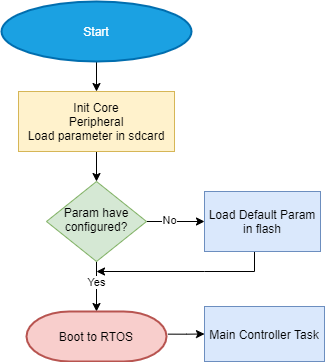 Start
Init Core
Peripheral
Load parameter in sdcard
Param have
configured?
No
Load Default Param
in flash
Yes
Boot to RTOS
Main Controller Task